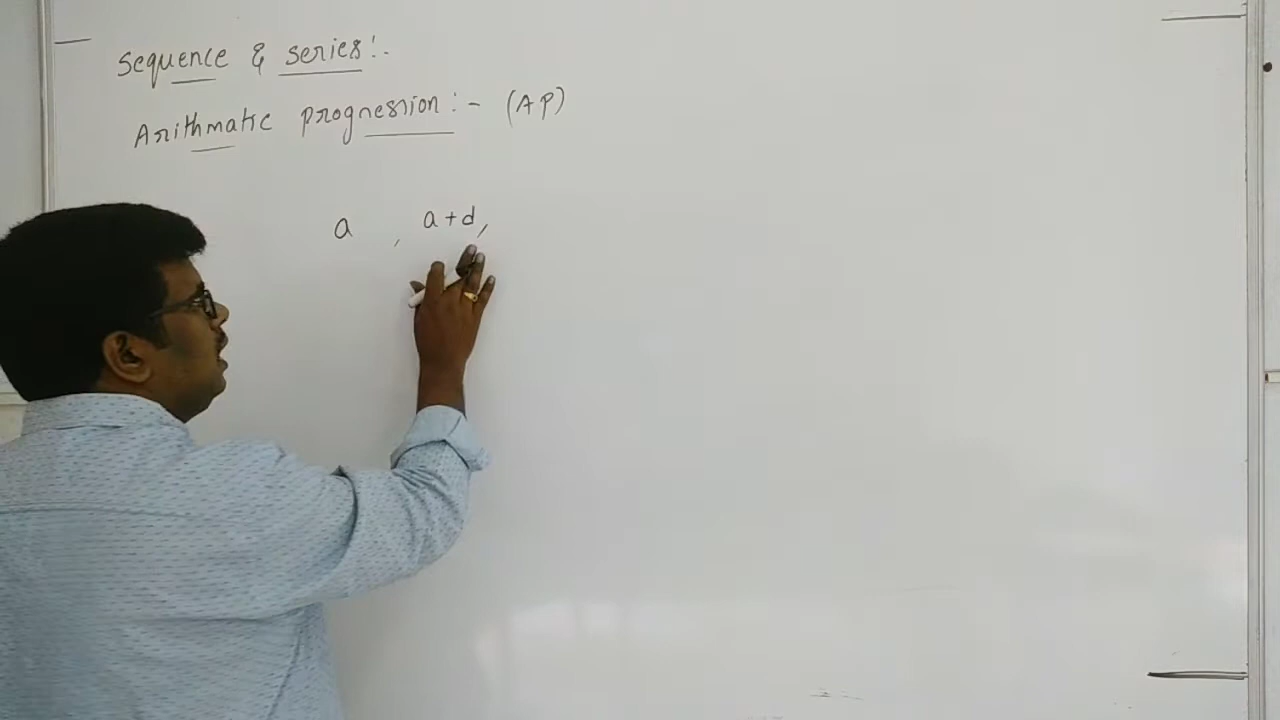 Sequence & series:-
Arithmatic progression:- (AP)
a , a+d,